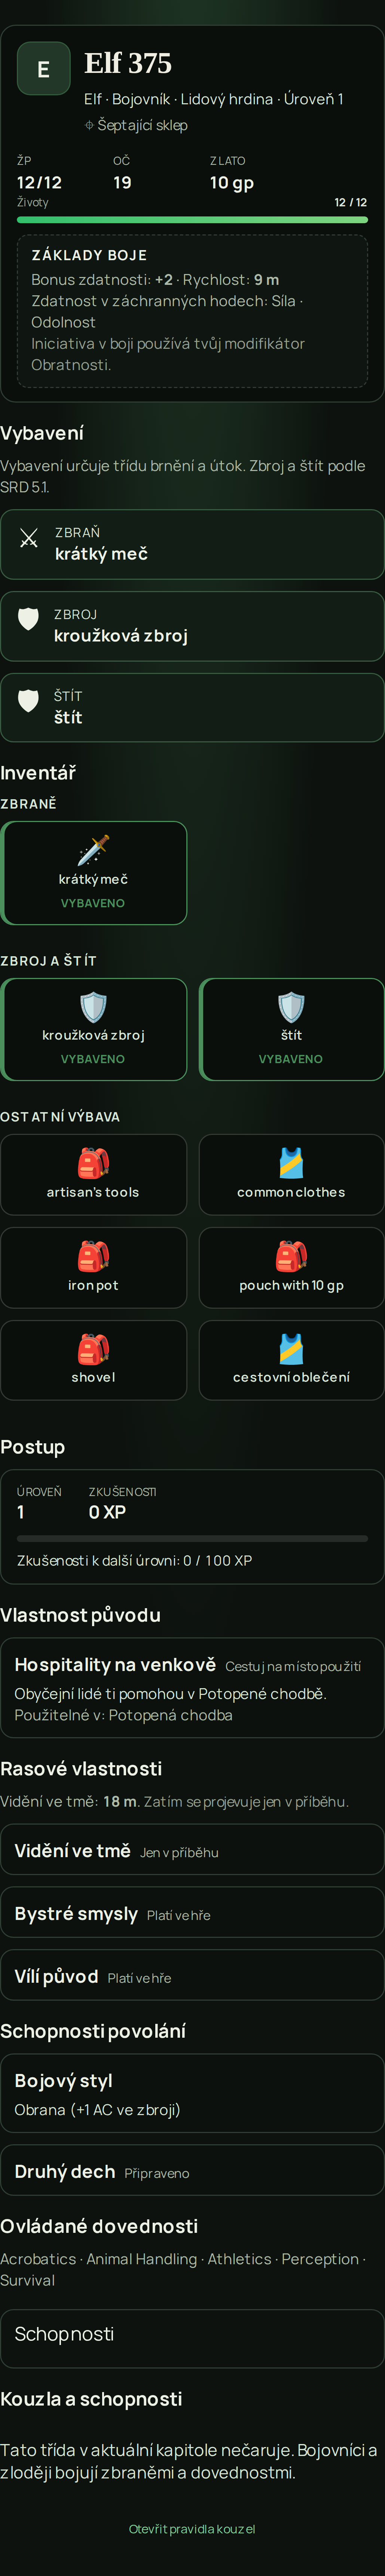 E
Elf 375
Elf · Bojovník · Lidový hrdina · Úroveň 1
Šeptající sklep
ŽP OČ ZLATO
12/12 19 10 gp
Životy 12 / 12
ZÁKLADY BOJE
Bonus zdatnosti: +2 · Rychlost: 9 m
Zdatnost v záchranných hodech: Síla ·
Odolnost
Iniciativa v boji používá tvůj modifikátor
Obratnosti.
Vybavení
Vybavení určuje třídu brnění a útok. Zbroj a štít podle
SRD 5.1.
ZBRAŇ
krátký meč
ZBROJ
kroužková zbroj
ŠTÍT
štít
Inventář
ZBRANĚ
krátký meč
VYBAVENO
ZBROJ A ŠTÍT
kroužková zbroj štít
VYBAVENO VYBAVENO
OSTATNÍ VÝBAVA
artisan's tools common clothes
iron pot pouch with 10 gp
shovel cestovní oblečení
Postup
ÚROVEŇ ZKUŠENOSTI
1 0 XP
Zkušenosti k další úrovni: 0 / 100 XP
Vlastnost původu
Hospitality na venkově Cestuj na místo použití
Obyčejní lidé ti pomohou v Potopené chodbě.
Použitelné v: Potopená chodba
Rasové vlastnosti
Vidění ve tmě: 18 m. Zatím se projevuje jen v příběhu.
Vidění ve tmě Jen v příběhu
Bystré smysly Platí ve hře
Vílí původ Platí ve hře
Schopnosti povolání
Bojový styl
Obrana (+1 AC ve zbroji)
Druhý dech Připraveno
Ovládané dovednosti
Acrobatics · Animal Handling · Athletics · Perception ·
Survival
Schopnosti
Kouzla a schopnosti
Tato třída v aktuální kapitole nečaruje. Bojovníci a
zloději bojují zbraněmi a dovednostmi.
Otevřít pravidla kouzel